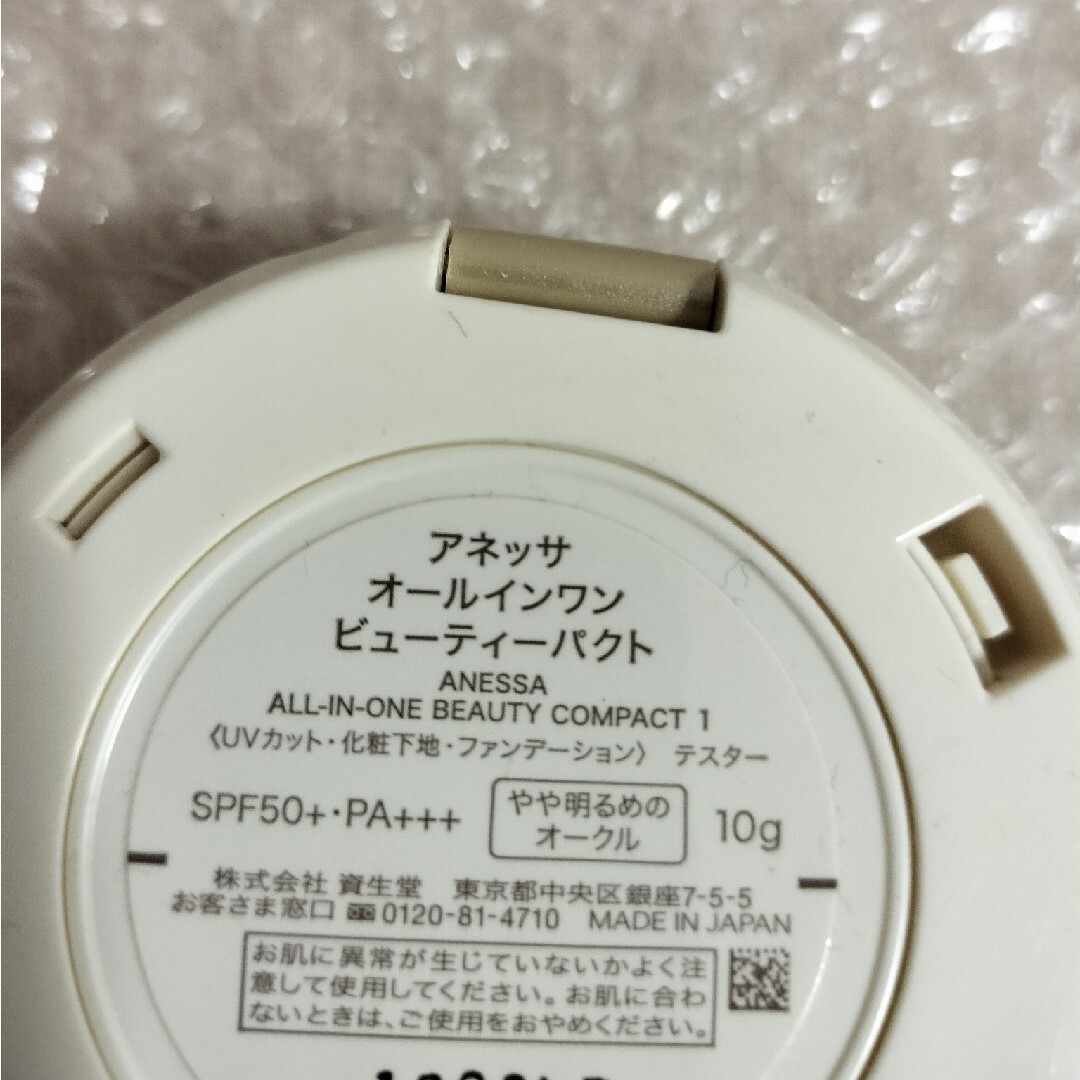 アネッサ
オールインワン
ビューティーパクト
ANESSA
ALL-IN-ONE BEAUTY COMPACT 1
〈UVカット・化粧下地・ファンデーション〉 テスター
SPF50+・PA+++
やや明るめの
オークル
10g
株式会社 資生堂 東京都中央区銀座7-5-5
お客さま窓口 0120-81-4710 MADE IN JAPAN
お肌に異常が生じていないかよく注
意して使用してください。お肌に合わ
ないときは、ご使用をおやめください。